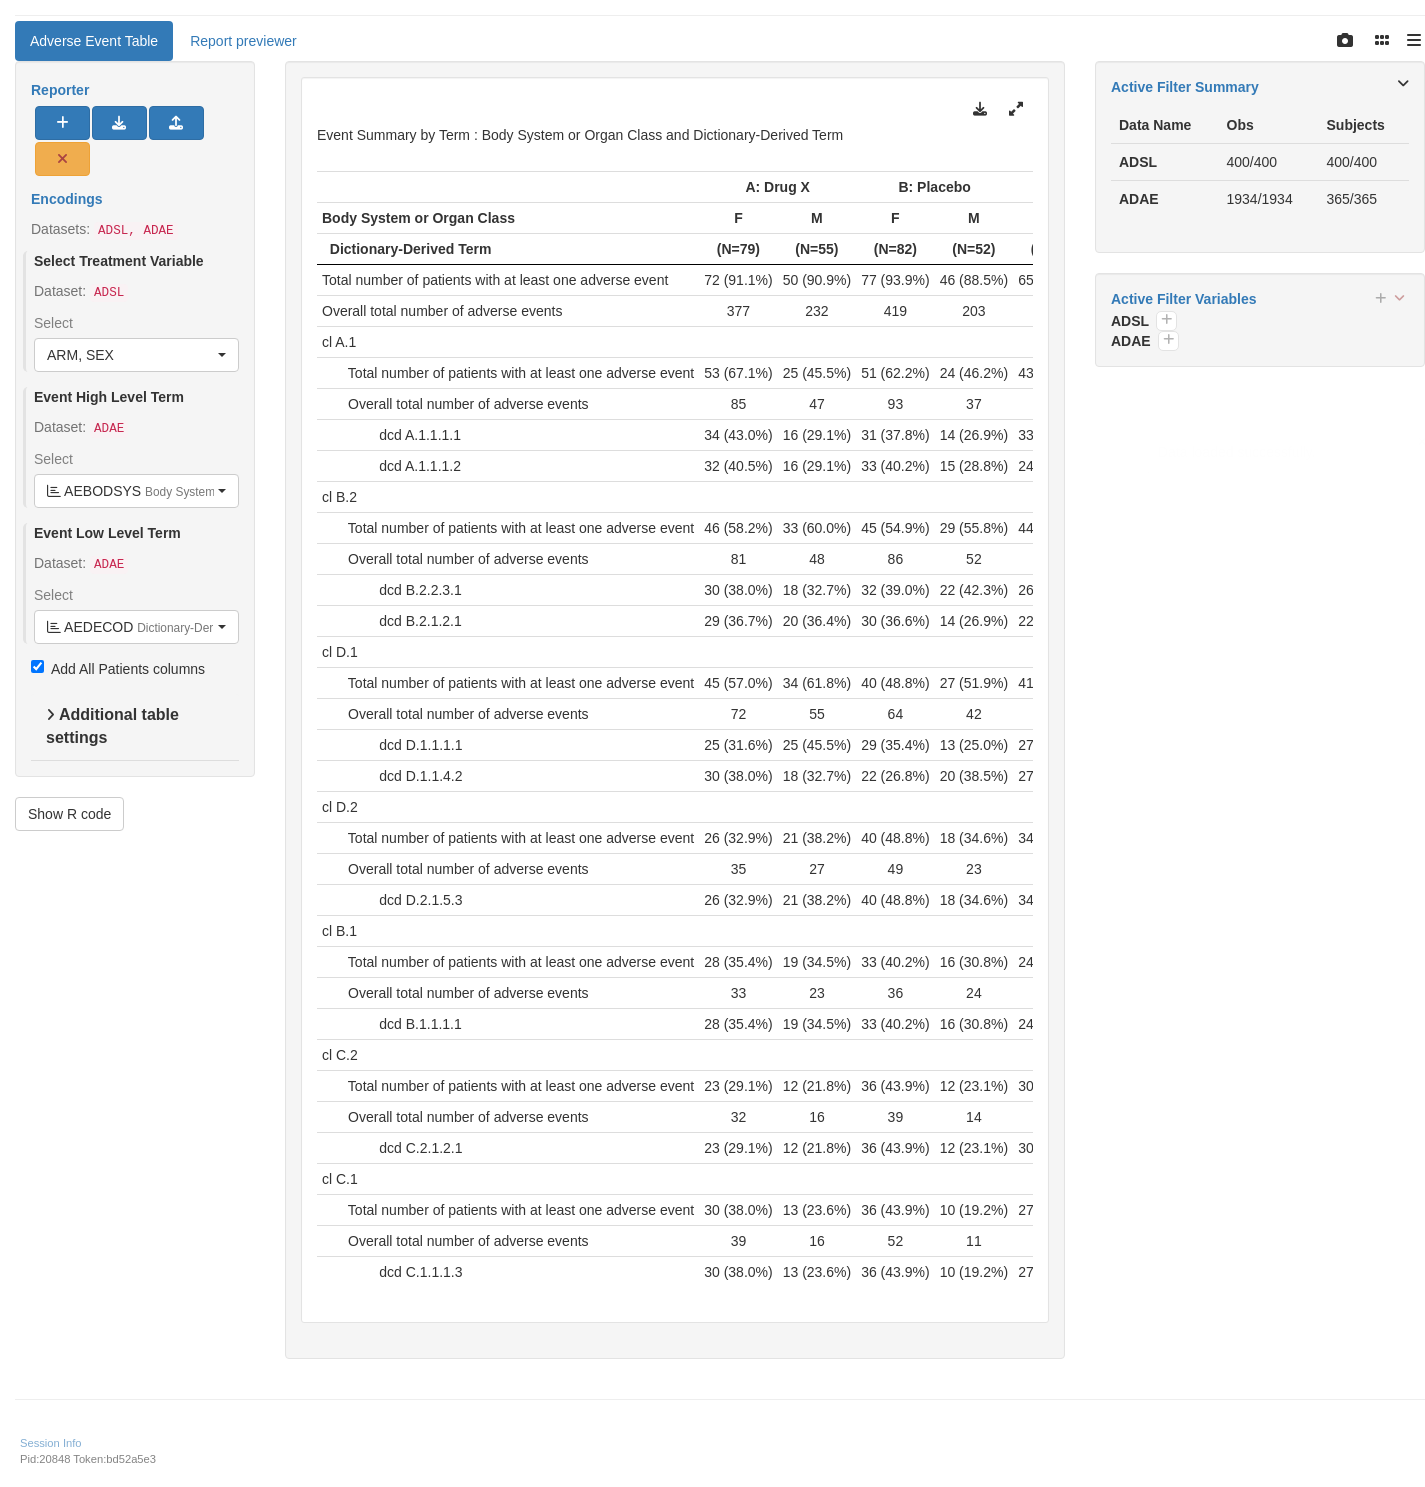 Adverse Event Table Report previewer
Reporter
Encodings
Datasets: ADSL, ADAE
Select Treatment Variable
Dataset: ADSL
Select
ARM, SEX
Event High Level Term
Dataset: ADAE
Select
AEBODSYS Body System
Event Low Level Term
Dataset: ADAE
Select
AEDECOD Dictionary-Der
Add All Patients columns
Additional table
settings
Show R code
Event Summary by Term : Body System or Organ Class and Dictionary-Derived Term
A: Drug X B: Placebo
Body System or Organ Class F M F M
Dictionary-Derived Term (N=79) (N=55) (N=82) (N=52) (
Total number of patients with at least one adverse event 72 (91.1%) 50 (90.9%) 77 (93.9%) 46 (88.5%) 65
Overall total number of adverse events 377 232 419 203
cl A.1
Total number of patients with at least one adverse event 53 (67.1%) 25 (45.5%) 51 (62.2%) 24 (46.2%) 43
Overall total number of adverse events 85 47 93 37
dcd A.1.1.1.1 34 (43.0%) 16 (29.1%) 31 (37.8%) 14 (26.9%) 33
dcd A.1.1.1.2 32 (40.5%) 16 (29.1%) 33 (40.2%) 15 (28.8%) 24
cl B.2
Total number of patients with at least one adverse event 46 (58.2%) 33 (60.0%) 45 (54.9%) 29 (55.8%) 44
Overall total number of adverse events 81 48 86 52
dcd B.2.2.3.1 30 (38.0%) 18 (32.7%) 32 (39.0%) 22 (42.3%) 26
dcd B.2.1.2.1 29 (36.7%) 20 (36.4%) 30 (36.6%) 14 (26.9%) 22
cl D.1
Total number of patients with at least one adverse event 45 (57.0%) 34 (61.8%) 40 (48.8%) 27 (51.9%) 41
Overall total number of adverse events 72 55 64 42
dcd D.1.1.1.1 25 (31.6%) 25 (45.5%) 29 (35.4%) 13 (25.0%) 27
dcd D.1.1.4.2 30 (38.0%) 18 (32.7%) 22 (26.8%) 20 (38.5%) 27
cl D.2
Total number of patients with at least one adverse event 26 (32.9%) 21 (38.2%) 40 (48.8%) 18 (34.6%) 34
Overall total number of adverse events 35 27 49 23
dcd D.2.1.5.3 26 (32.9%) 21 (38.2%) 40 (48.8%) 18 (34.6%) 34
cl B.1
Total number of patients with at least one adverse event 28 (35.4%) 19 (34.5%) 33 (40.2%) 16 (30.8%) 24
Overall total number of adverse events 33 23 36 24
dcd B.1.1.1.1 28 (35.4%) 19 (34.5%) 33 (40.2%) 16 (30.8%) 24
cl C.2
Total number of patients with at least one adverse event 23 (29.1%) 12 (21.8%) 36 (43.9%) 12 (23.1%) 30
Overall total number of adverse events 32 16 39 14
dcd C.2.1.2.1 23 (29.1%) 12 (21.8%) 36 (43.9%) 12 (23.1%) 30
cl C.1
Total number of patients with at least one adverse event 30 (38.0%) 13 (23.6%) 36 (43.9%) 10 (19.2%) 27
Overall total number of adverse events 39 16 52 11
dcd C.1.1.1.3 30 (38.0%) 13 (23.6%) 36 (43.9%) 10 (19.2%) 27
Active Filter Summary
Data Name Obs Subjects
ADSL 400/400 400/400
ADAE 1934/1934 365/365
Active Filter Variables
ADSL
ADAE
Session Info
Pid:20848 Token:bd52a5e3